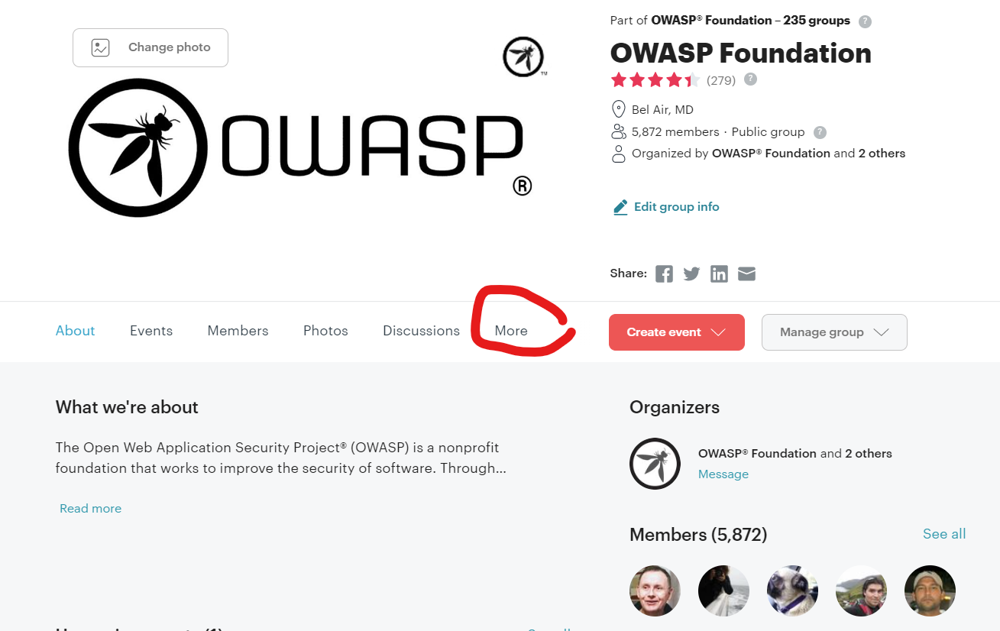 Change photo
OWASP
®
TM
Part of OWASP® Foundation – 235 groups ?
OWASP Foundation
(279) ?
Bel Air, MD
5,872 members · Public group ?
Organized by OWASP® Foundation and 2 others
Edit group info
Share:
About Events Members Photos Discussions More
Create event Manage group
What we're about
The Open Web Application Security Project® (OWASP) is a nonprofit
foundation that works to improve the security of software. Through...
Read more
Organizers
OWASP® Foundation and 2 others
Message
Members (5,872) See all